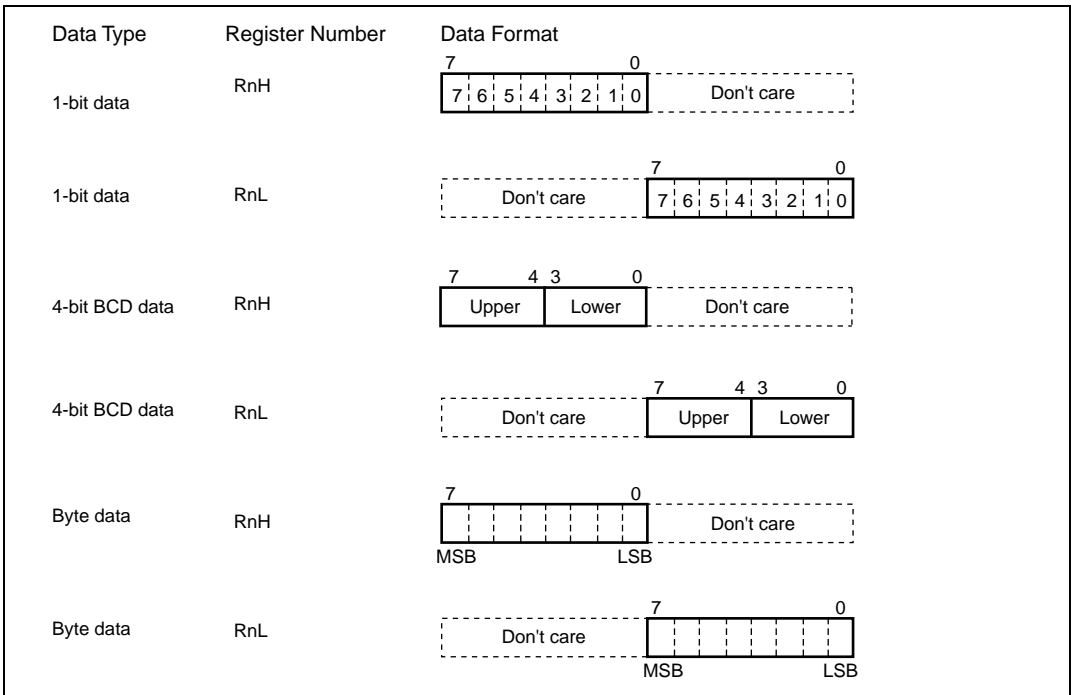 Data Type Register Number Data Format
7 0
1-bit data RnH 7 6 5 4 3 2 1 0 Don't care
7 0
1-bit data RnL Don't care 7 6 5 4 3 2 1 0
7 4 3 0
4-bit BCD data RnH Upper Lower Don't care
7 4 3 0
4-bit BCD data RnL Don't care Upper Lower
7 0
Byte data RnH Don't care
MSB LSB
7 0
Byte data RnL Don't care
MSB LSB